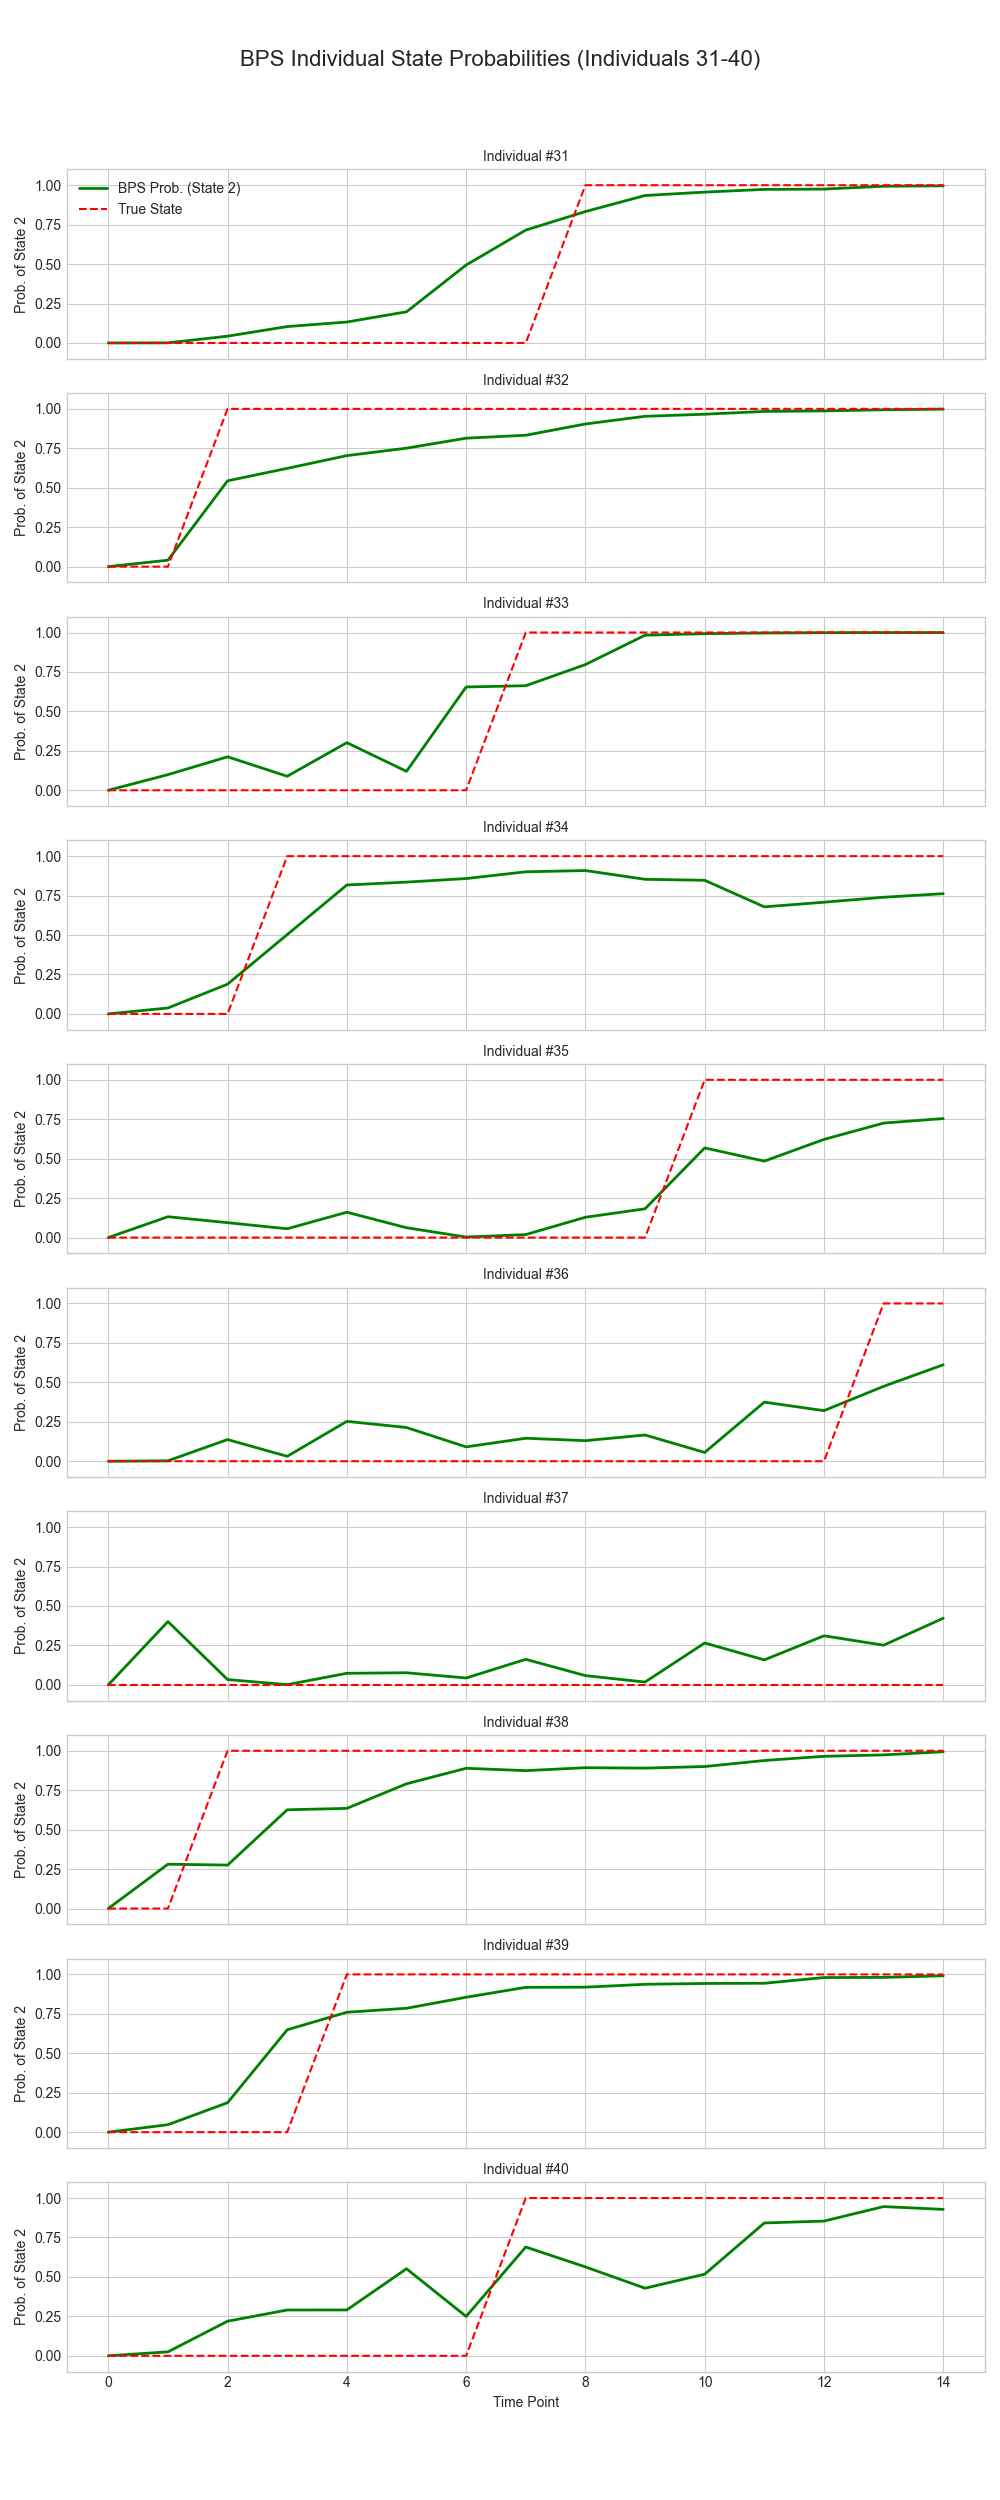 BPS Individual State Probabilities (Individuals 31-40)
Individual #31
1.00
0.75
0.50
0.25
0.00
Prob. of State 2
BPS Prob. (State 2)
True State
Individual #32
1.00
0.75
0.50
0.25
0.00
Prob. of State 2
Individual #33
1.00
0.75
0.50
0.25
0.00
Prob. of State 2
Individual #34
1.00
0.75
0.50
0.25
0.00
Prob. of State 2
Individual #35
1.00
0.75
0.50
0.25
0.00
Prob. of State 2
Individual #36
1.00
0.75
0.50
0.25
0.00
Prob. of State 2
Individual #37
1.00
0.75
0.50
0.25
0.00
Prob. of State 2
Individual #38
1.00
0.75
0.50
0.25
0.00
Prob. of State 2
Individual #39
1.00
0.75
0.50
0.25
0.00
Prob. of State 2
Individual #40
1.00
0.75
0.50
0.25
0.00
Prob. of State 2
0 2 4 6 8 10 12 14
Time Point